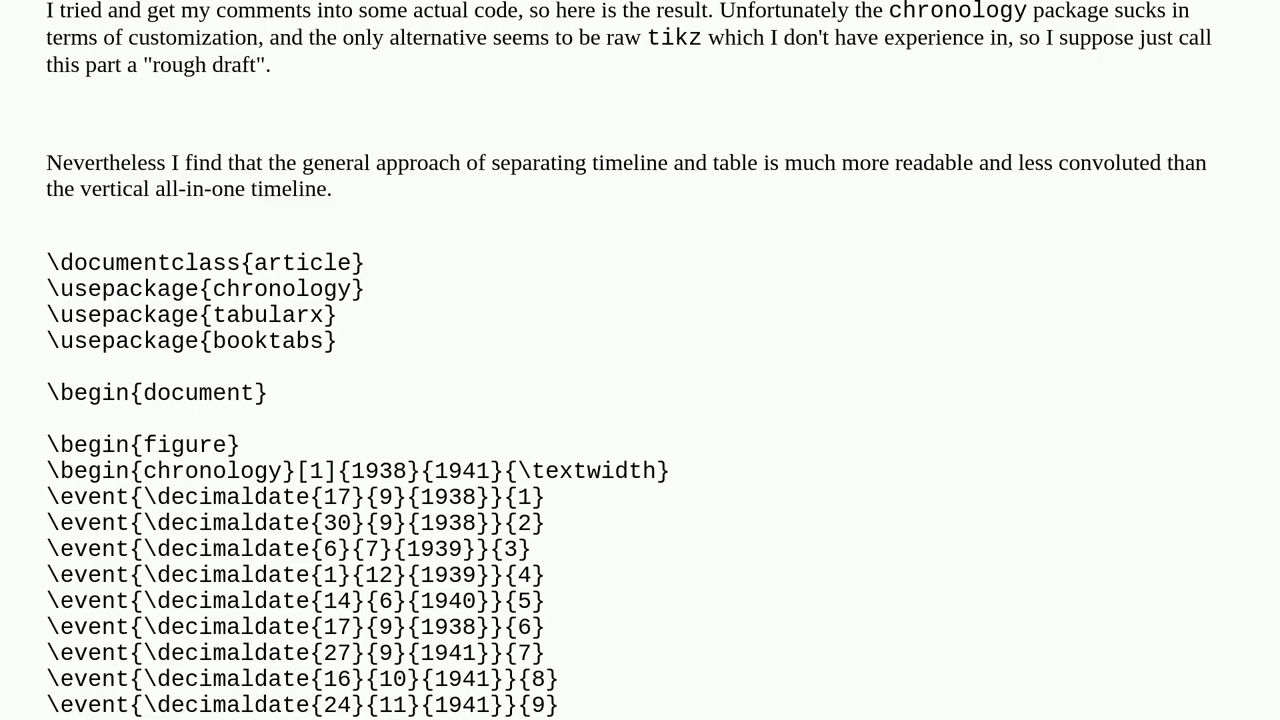 I tried and get my comments into some actual code, so here is the result. Unfortunately the chronology package sucks in
terms of customization, and the only alternative seems to be raw tikz which I don't have experience in, so I suppose just call
this part a "rough draft".
Nevertheless I find that the general approach of separating timeline and table is much more readable and less convoluted than
the vertical all-in-one timeline.
\documentclass{article}
\usepackage{chronology}
\usepackage{tabularx}
\usepackage{booktabs}
\begin{document}
\begin{figure}
\begin{chronology}[1]{1938}{1941}{\textwidth}
\event{\decimaldate{17}{9}{1938}}{1}
\event{\decimaldate{30}{9}{1938}}{2}
\event{\decimaldate{6}{7}{1939}}{3}
\event{\decimaldate{1}{12}{1939}}{4}
\event{\decimaldate{14}{6}{1940}}{5}
\event{\decimaldate{17}{9}{1938}}{6}
\event{\decimaldate{27}{9}{1941}}{7}
\event{\decimaldate{16}{10}{1941}}{8}
\event{\decimaldate{24}{11}{1941}}{9}